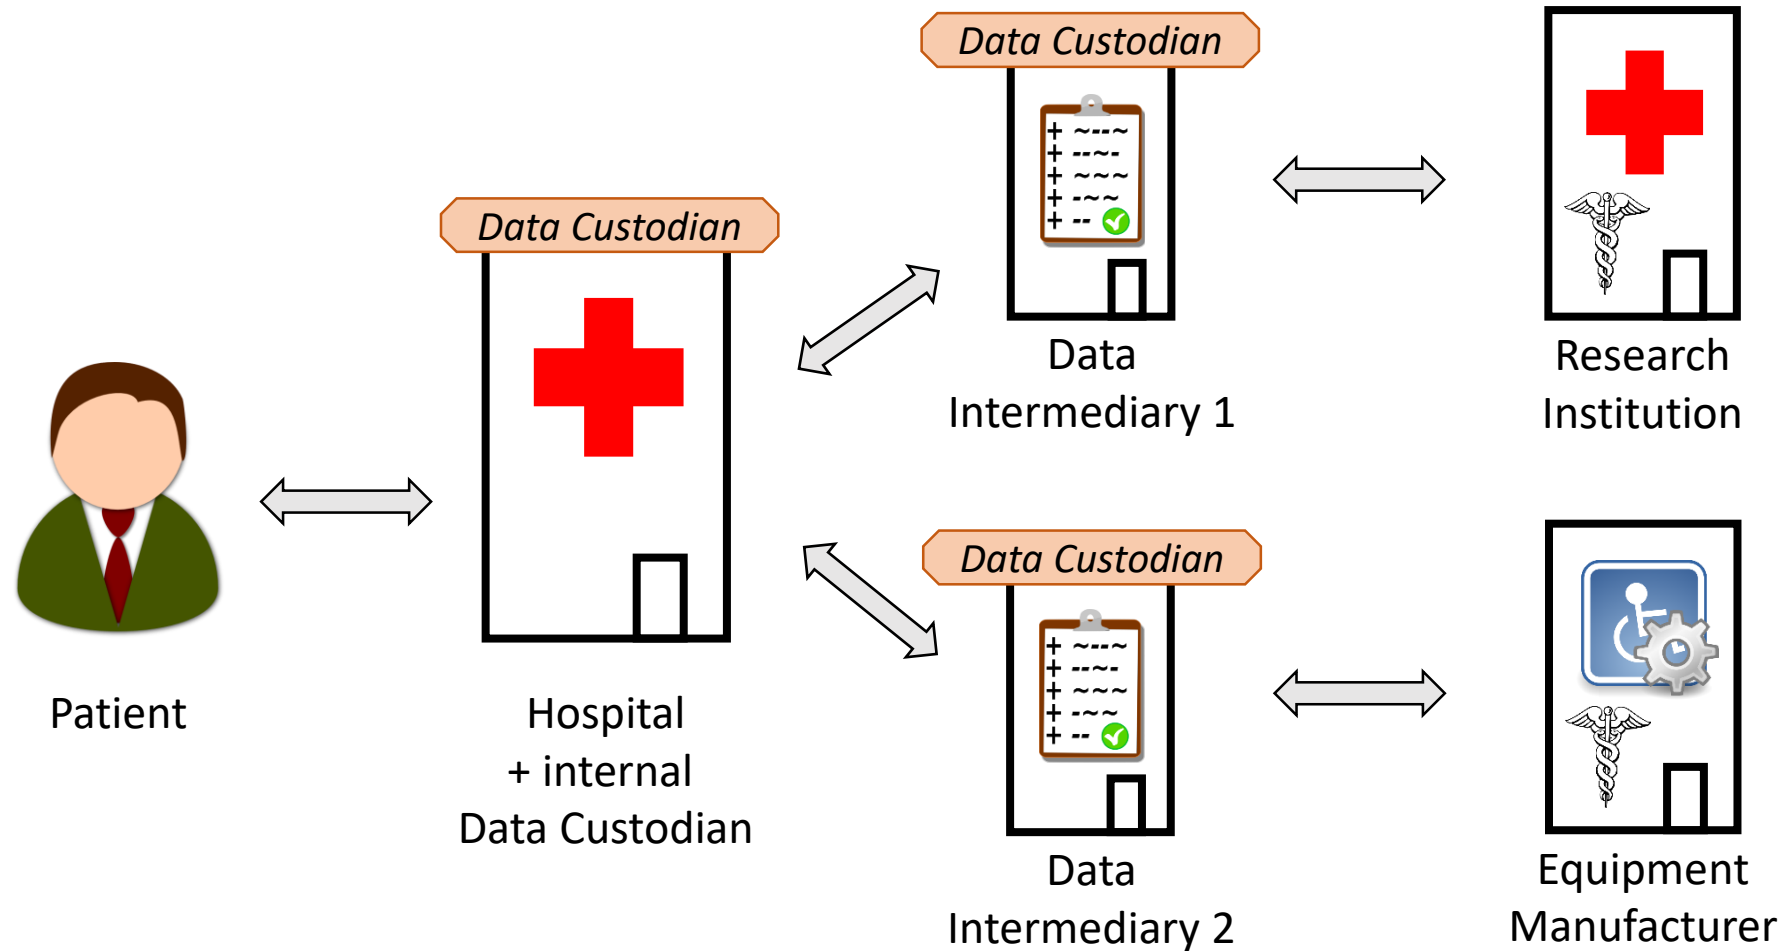 Data Custodian
Data Custodian
Data Custodian
Patient
Hospital
+ internal
Data Custodian
Data
Intermediary 1
Data
Intermediary 2
Research
Institution
Equipment
Manufacturer